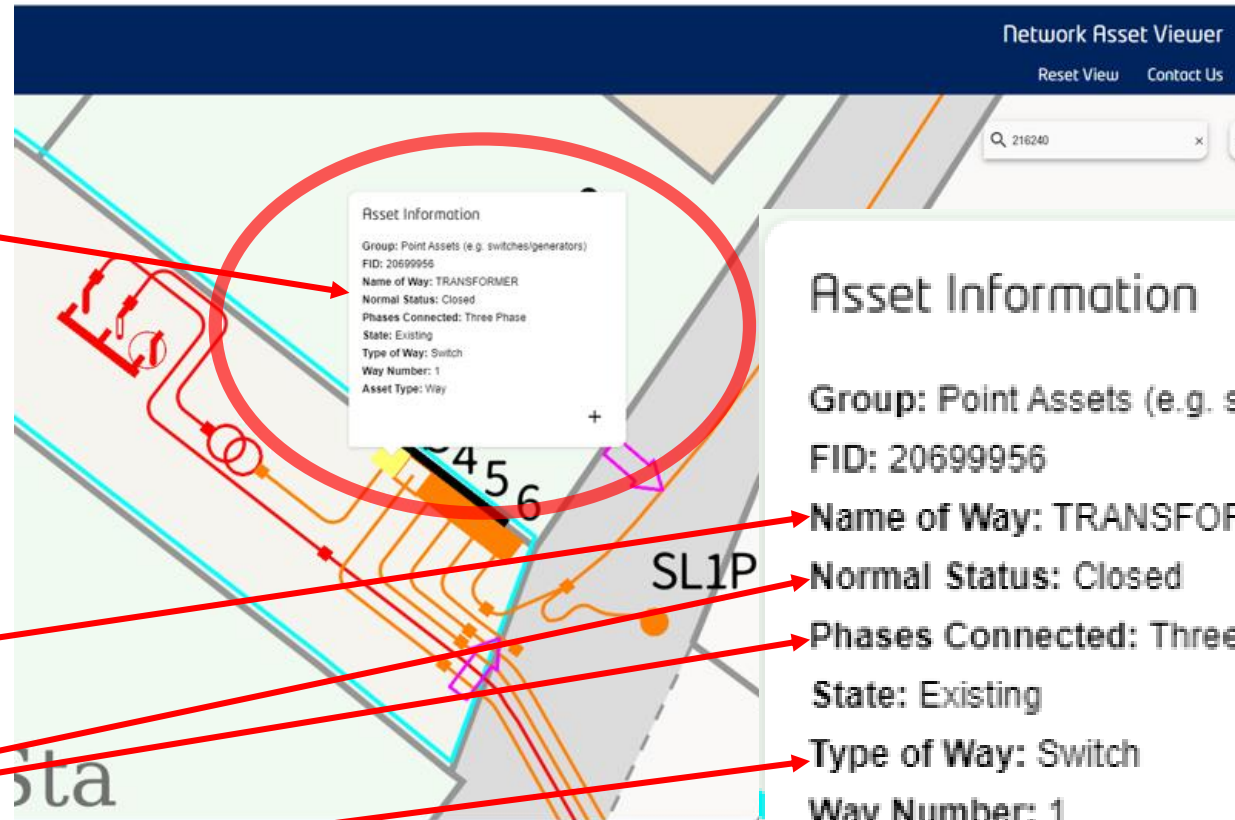 Network Asset Viewer
Reset View Contact Us
216240 ×
Asset Information
Group: Point Assets (e.g. switches/generators)
FID: 20699956
Name of Way: TRANSFORMER
Normal Status: Closed
Phases Connected: Three Phase
State: Existing
Type of Way: Switch
Way Number: 1
Asset Type: Way
+
4
5
6
SL1P
Sta
Asset Information
Group: Point Assets (e.g. s
FID: 20699956
Name of Way: TRANSFOR
Normal Status: Closed
Phases Connected: Three
State: Existing
Type of Way: Switch
Way Number: 1